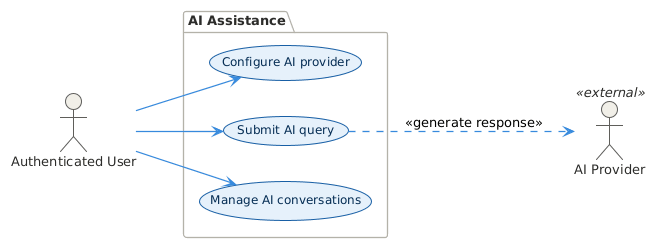 AI Assistance
Configure AI provider
«external»
«generate response»
Submit AI query
Authenticated User
AI Provider
Manage AI conversations